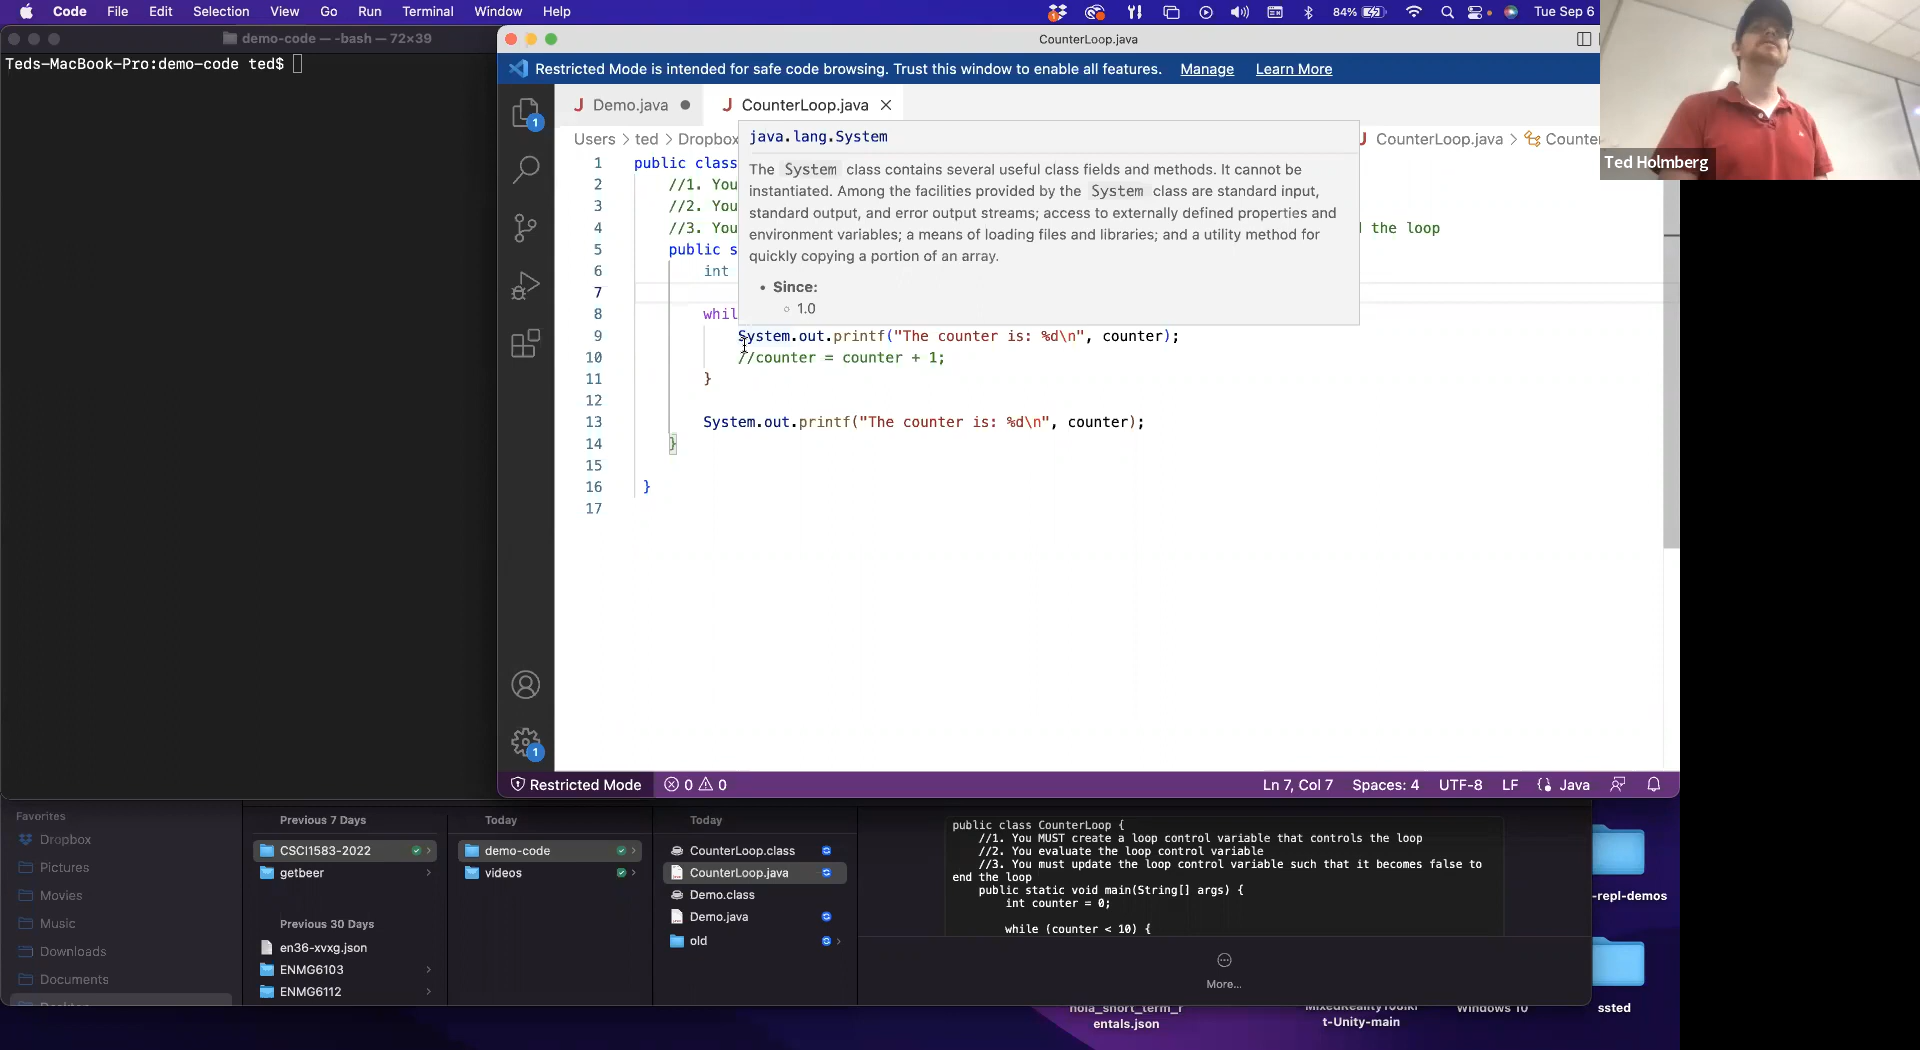 Code File Edit Selection View Go Run Terminal Window Help 84% Tue Sep 6
demo-code — -bash — 72×39
Teds-MacBook-Pro:demo-code ted$
CounterLoop.java
Restricted Mode is intended for safe code browsing. Trust this window to enable all features. Manage Learn More
Demo.java CounterLoop.java
Users > ted > Dropbox CounterLoop.java > Counte
java.lang.System
The System class contains several useful class fields and methods. It cannot be
instantiated. Among the facilities provided by the System class are standard input,
standard output, and error output streams; access to externally defined properties and
environment variables; a means of loading files and libraries; and a utility method for
quickly copying a portion of an array.
Since:
1.0
1 public class
2 //1. You
3 //2. You
4 //3. You the loop
5 public s
6 int
7
8 whil
9 System.out.printf("The counter is: %d\n", counter);
10 //counter = counter + 1;
11 }
12
13 System.out.printf("The counter is: %d\n", counter);
14 }
15
16 }
17
1
1
Restricted Mode 0 0 Ln 7, Col 7 Spaces: 4 UTF-8 LF {} Java
Ted Holmberg
Favorites
Dropbox
Pictures
Movies
Music
Downloads
Documents
Previous 7 Days
CSCI1583-2022
getbeer
Previous 30 Days
en36-xvxg.json
ENMG6103
ENMG6112
Today
demo-code
videos
Today
CounterLoop.class
CounterLoop.java
Demo.class
Demo.java
old
public class CounterLoop {
//1. You MUST create a loop control variable that controls the loop
//2. You evaluate the loop control variable
//3. You must update the loop control variable such that it becomes false to
end the loop
public static void main(String[] args) {
int counter = 0;
while (counter < 10) {
More...
-repl-demos
nola_short_term_r
entals.json
MixedRealityToolki
t-Unity-main
Windows 10
ssted